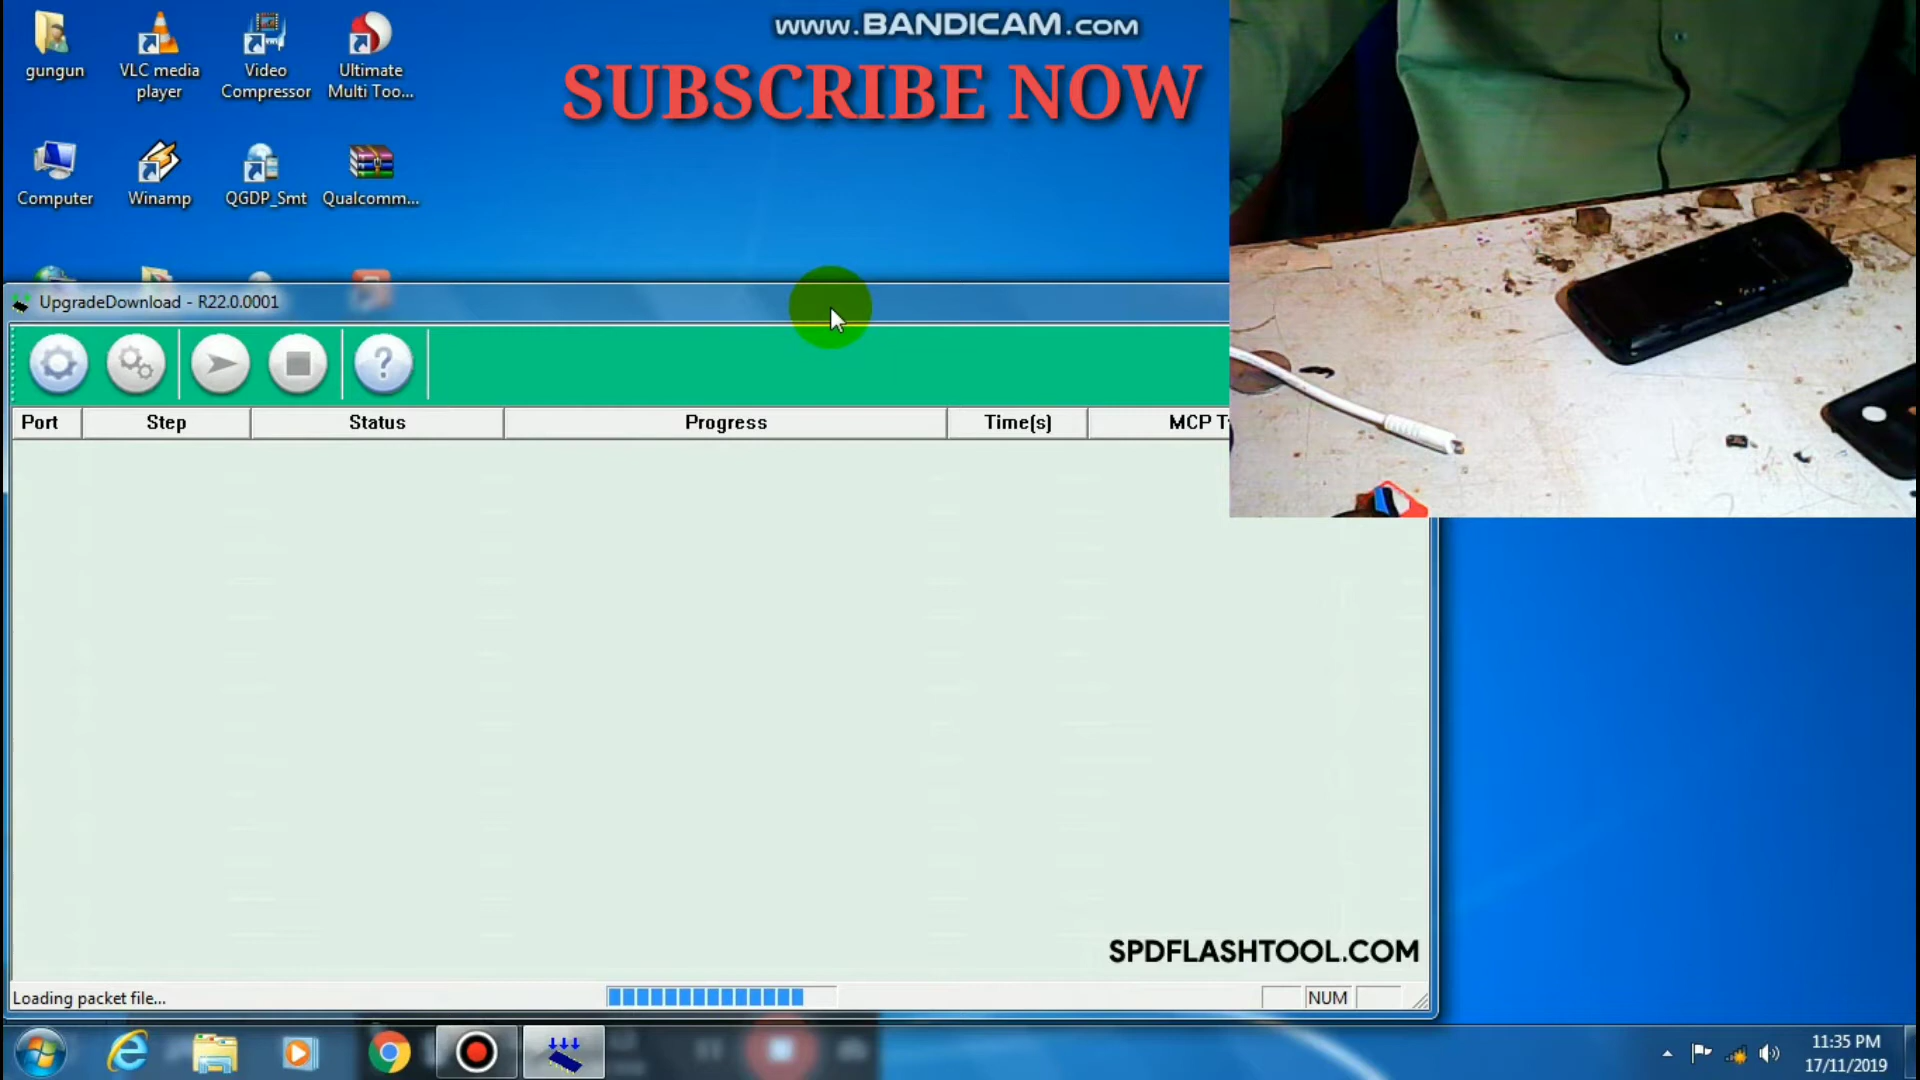 www.BANDICAM.com
SUBSCRIBE NOW
gungun
VLC media
player
Video
Compressor
Ultimate
Multi Too...
Computer
Winamp
QGDP_Smt
Qualcomm...
UpgradeDownload - R22.0.0001
?
Port
Step
Status
Progress
Time(s)
MCP T
SPDFLASHTOOL.COM
Loading packet file...
NUM
11:35 PM
17/11/2019